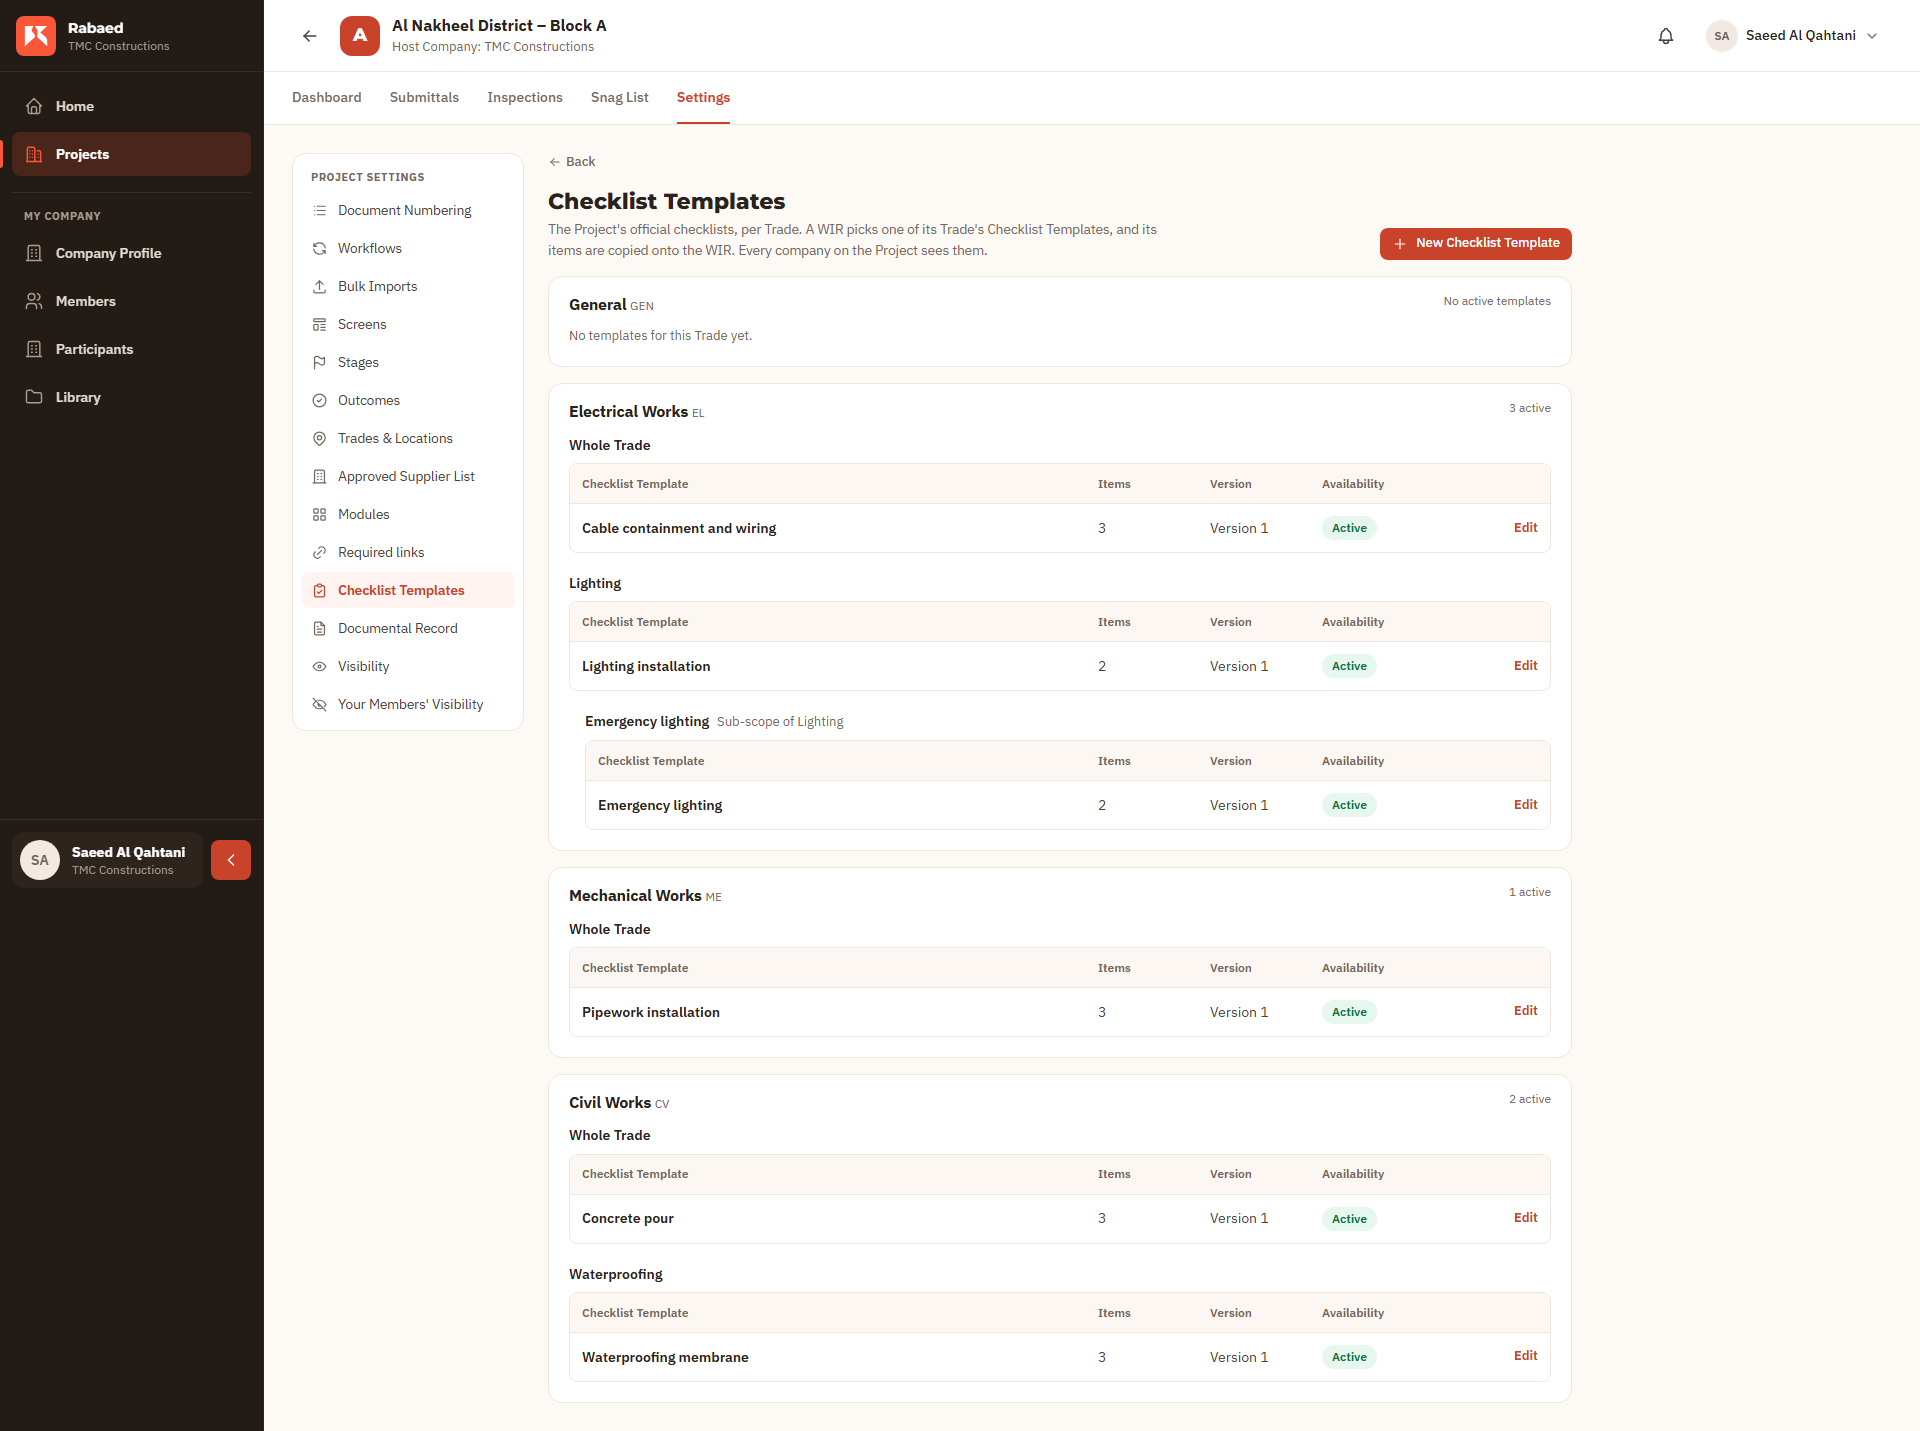 Rabaed
TMC Constructions
Home
Projects
MY COMPANY
Company Profile
Members
Participants
Library
SA
Saeed Al Qahtani
TMC Constructions
A
Al Nakheel District – Block A
Host Company: TMC Constructions
SA
Saeed Al Qahtani
Dashboard Submittals Inspections Snag List Settings
PROJECT SETTINGS
Document Numbering
Workflows
Bulk Imports
Screens
Stages
Outcomes
Trades & Locations
Approved Supplier List
Modules
Required links
Checklist Templates
Documental Record
Visibility
Your Members' Visibility
Back
Checklist Templates
The Project's official checklists, per Trade. A WIR picks one of its Trade's Checklist Templates, and its
items are copied onto the WIR. Every company on the Project sees them.
New Checklist Template
General GEN No active templates
No templates for this Trade yet.
Electrical Works EL 3 active
Whole Trade
Checklist Template Items Version Availability
Cable containment and wiring 3 Version 1 Active Edit
Lighting
Checklist Template Items Version Availability
Lighting installation 2 Version 1 Active Edit
Emergency lighting Sub-scope of Lighting
Checklist Template Items Version Availability
Emergency lighting 2 Version 1 Active Edit
Mechanical Works ME 1 active
Whole Trade
Checklist Template Items Version Availability
Pipework installation 3 Version 1 Active Edit
Civil Works CV 2 active
Whole Trade
Checklist Template Items Version Availability
Concrete pour 3 Version 1 Active Edit
Waterproofing
Checklist Template Items Version Availability
Waterproofing membrane 3 Version 1 Active Edit